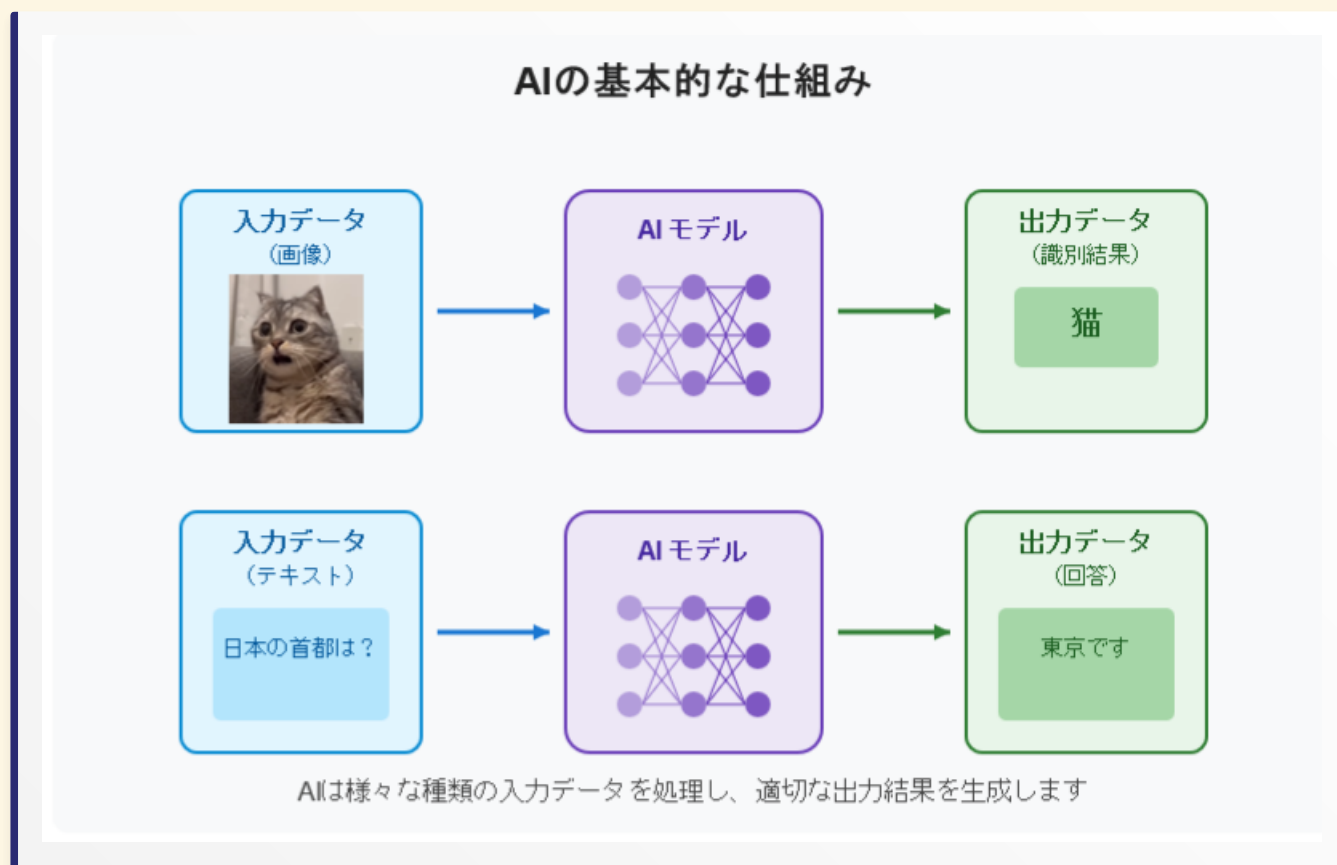 AIの基本的な仕組み
入力データ
（画像）
AI モデル
出力データ
（識別結果）
猫
入力データ
（テキスト）
日本の首都は？
AI モデル
出力データ
（回答）
東京です
AIは様々な種類の入力データを処理し、適切な出力結果を生成します